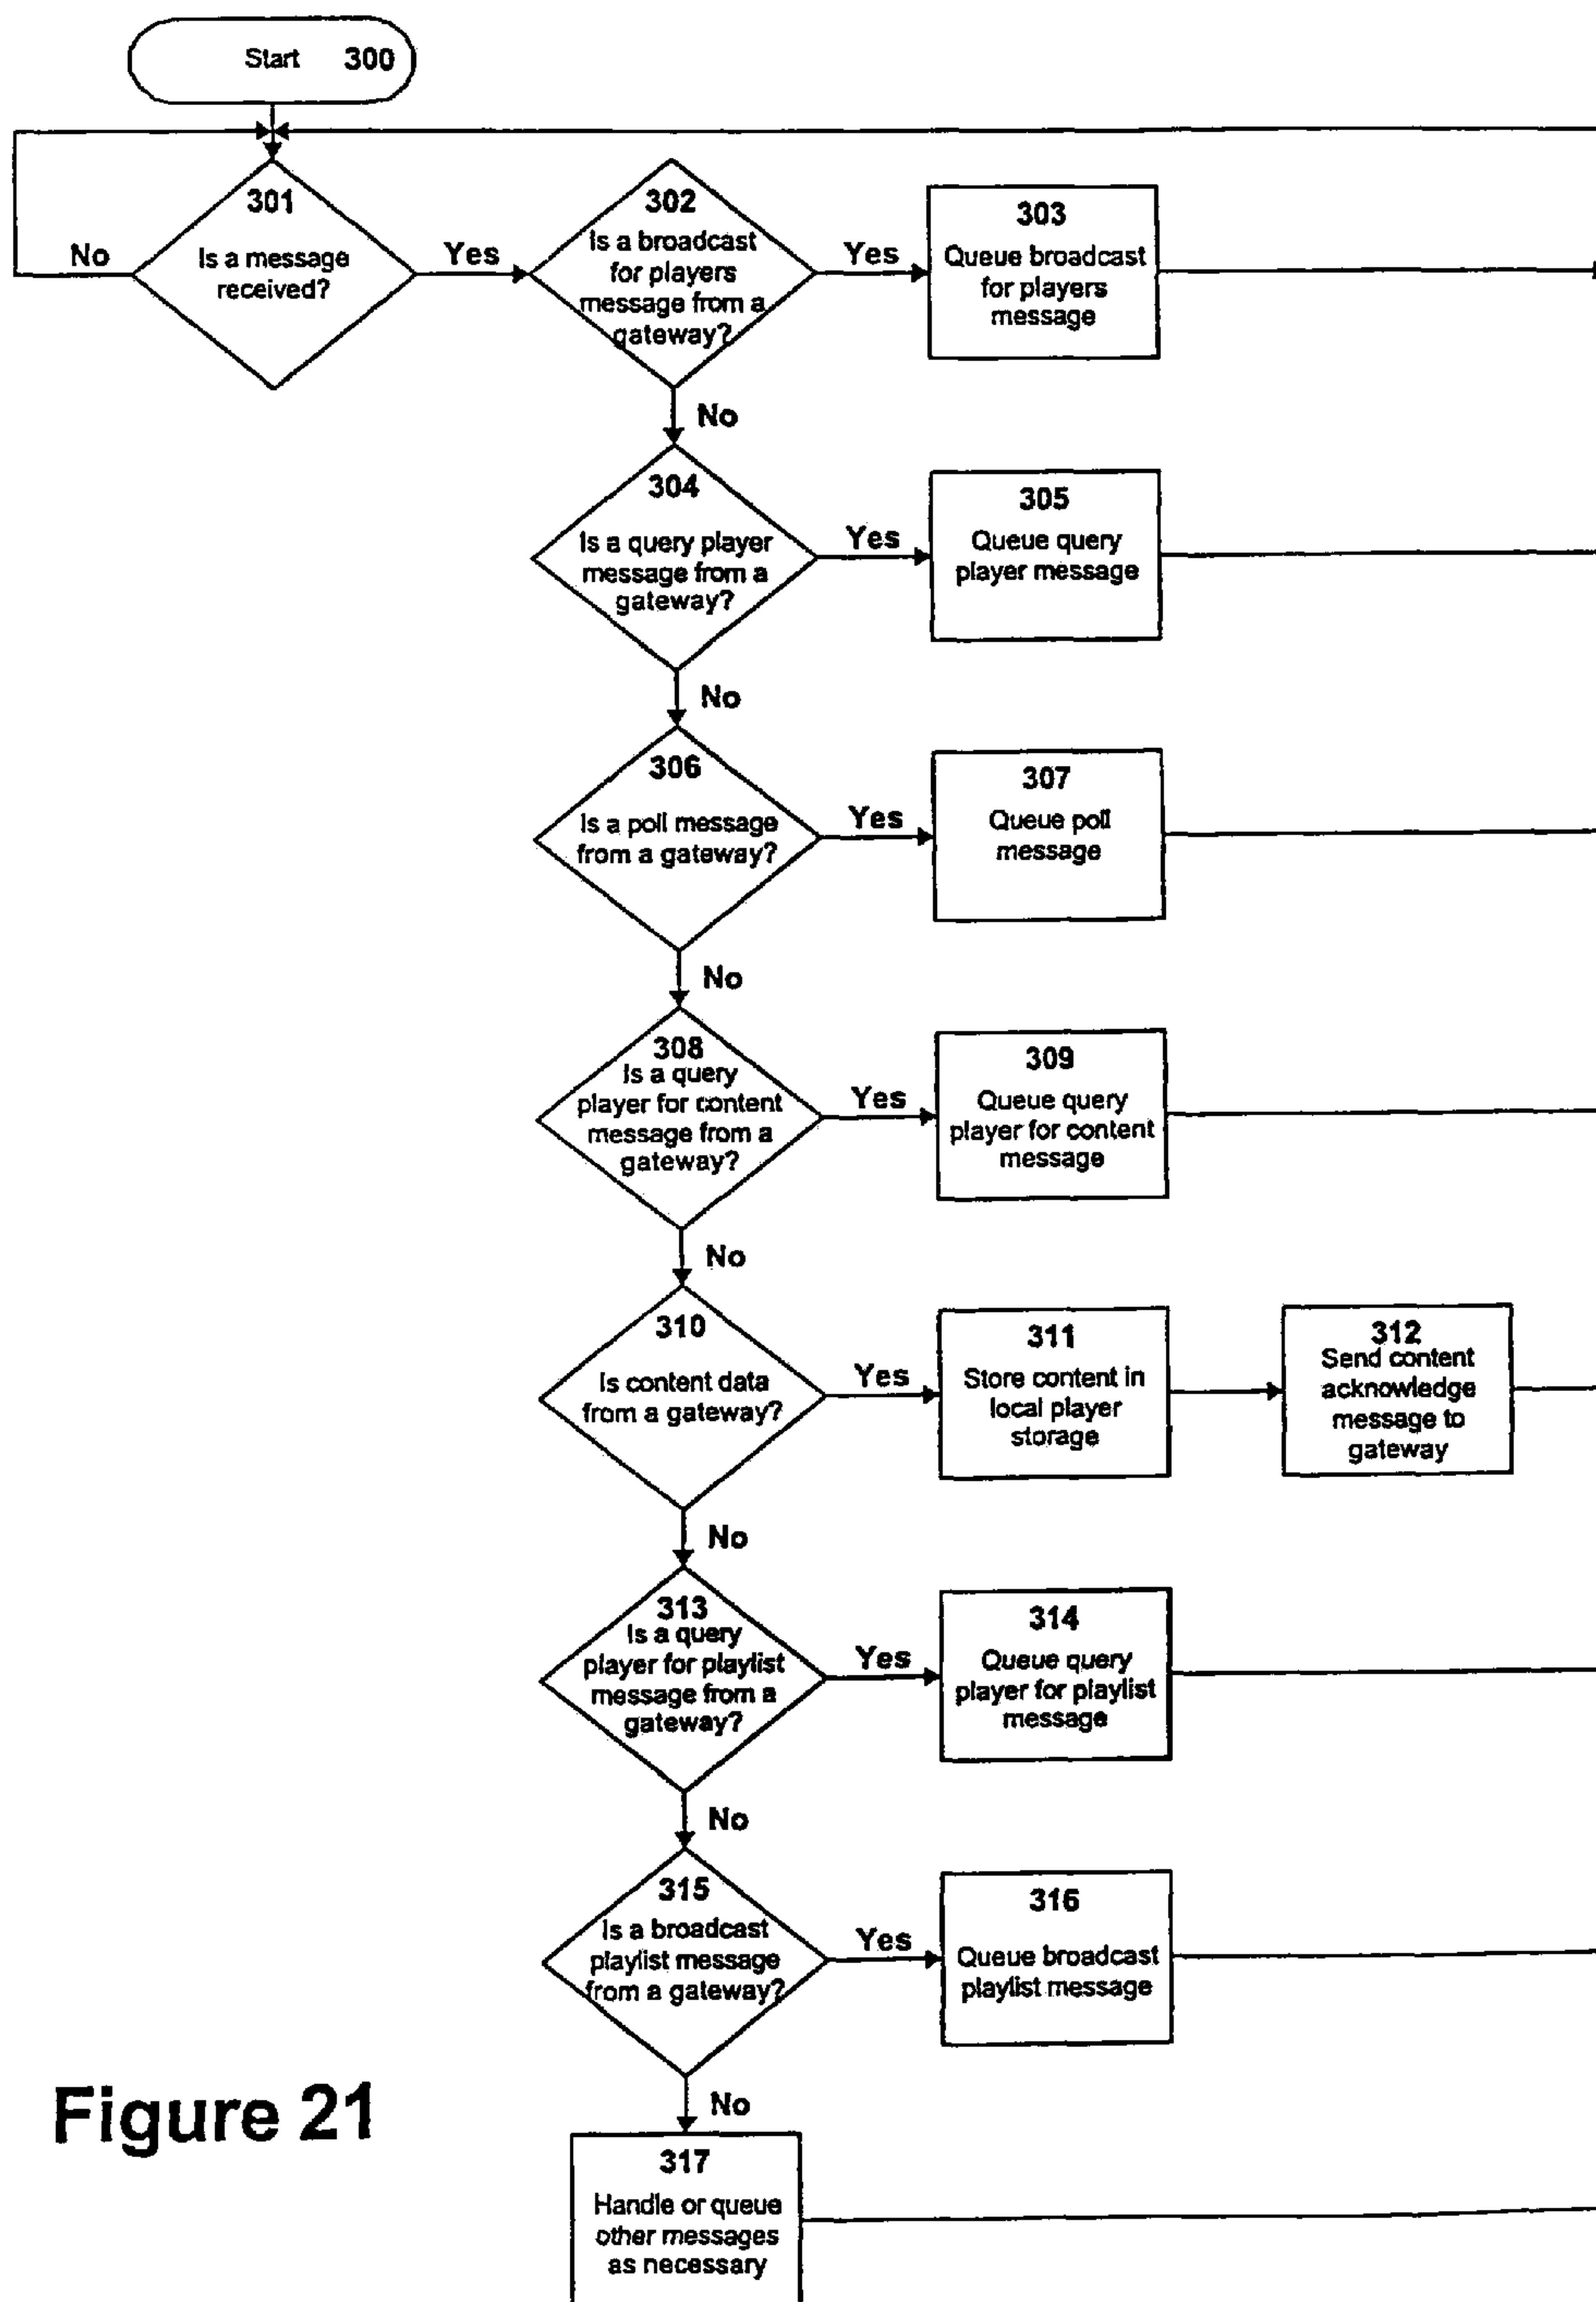 Start 300
301
Is a message
received?
No
Yes
302
Is a broadcast
for players
message from a
gateway?
Yes
303
Queue broadcast
for players
message
No
304
Is a query player
message from a
gateway?
Yes
305
Queue query
player message
No
306
Is a poll message
from a gateway?
Yes
307
Queue poll
message
No
308
Is a query
player for content
message from a
gateway?
Yes
309
Queue query
player for content
message
No
310
Is content data
from a gateway?
Yes
311
Store content in
local player
storage
312
Send content
acknowledge
message to
gateway
No
313
Is a query
player for playlist
message from a
gateway?
Yes
314
Queue query
player for playlist
message
No
315
Is a broadcast
playlist message
from a gateway?
Yes
316
Queue broadcast
playlist message
No
317
Handle or queue
other messages
as necessary
Figure 21